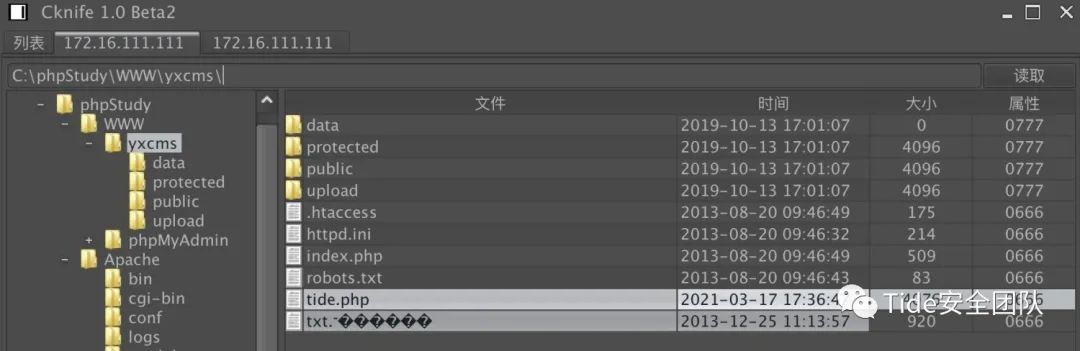 Cknife 1.0 Beta2
列表 172.16.111.111 172.16.111.111
C:\phpStudy\WWW\yxcms\ 读取
phpStudy
WWW
yxcms
data
protected
public
upload
phpMyAdmin
Apache
bin
cgi-bin
conf
logs
文件 时间 大小 属性
data 2019-10-13 17:01:07 0 0777
protected 2019-10-13 17:01:07 4096 0777
public 2019-10-13 17:01:07 4096 0777
upload 2019-10-13 17:01:07 4096 0777
.htaccess 2013-08-20 09:46:49 175 0666
httpd.ini 2013-08-20 09:46:32 214 0666
index.php 2013-08-20 09:46:49 509 0666
robots.txt 2013-08-20 09:46:43 83 0666
tide.php 2021-03-17
txt. 2013-12-25 11:13:57 920 0666
Tide安全团队